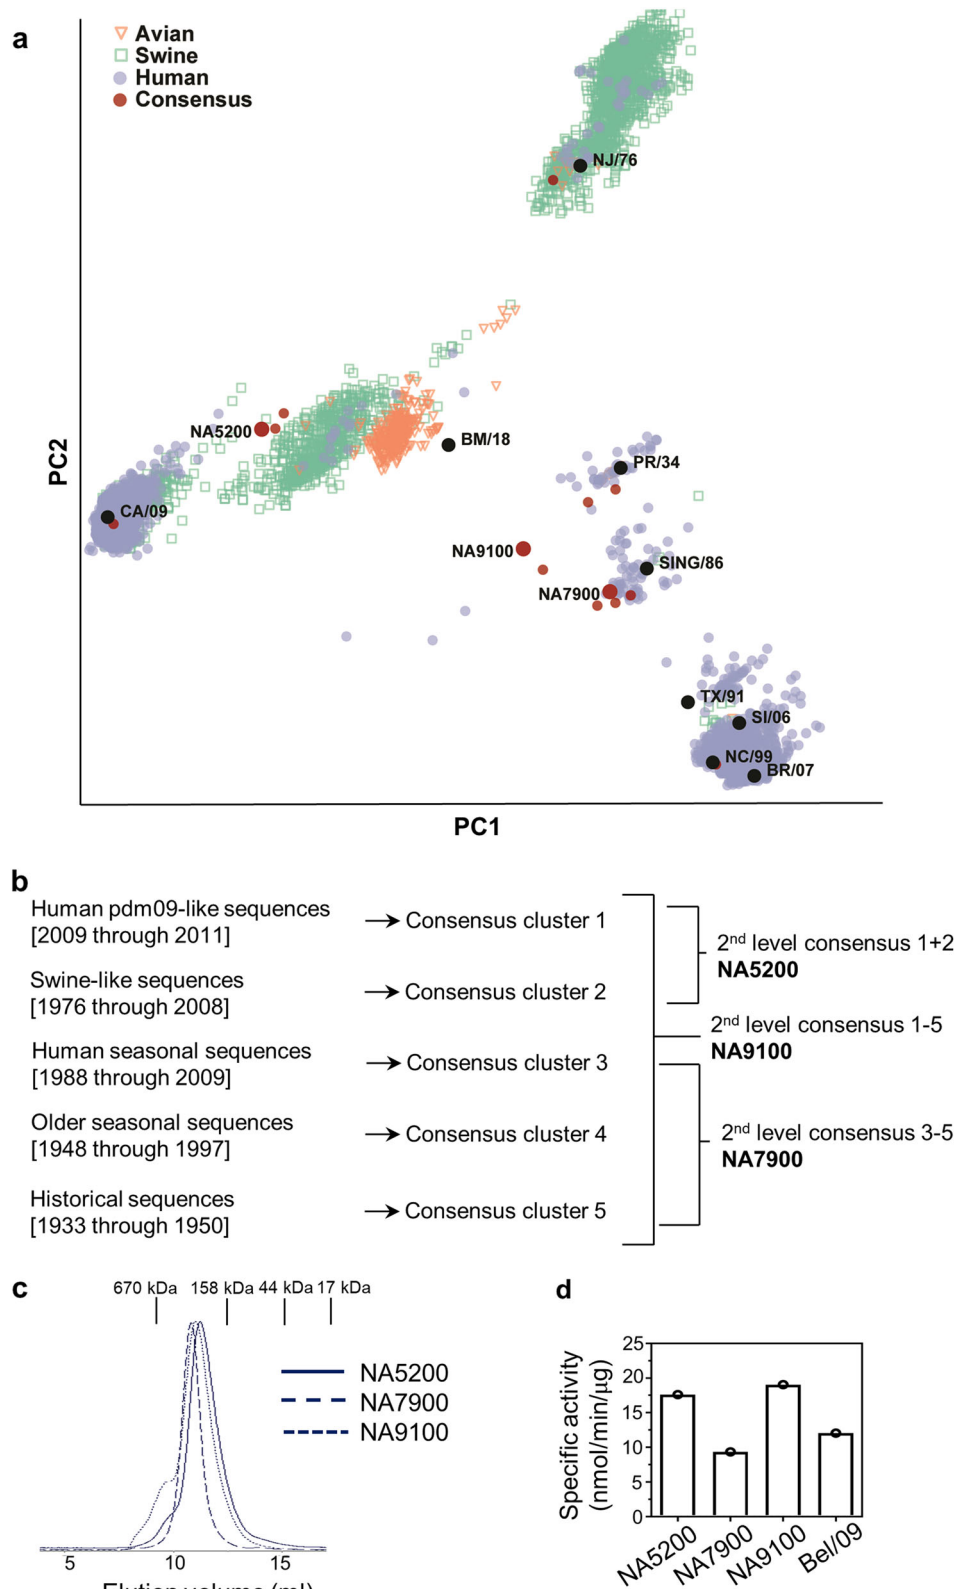 a
Avian
Swine
Human
Consensus
NJ/76
NA5200
BM/18
PR/34
CA/09
NA9100
SING/86
NA7900
TX/91
SI/06
NC/99
BR/07
PC2
PC1
b
Human pdm09-like sequences
[2009 through 2011]
Consensus cluster 1
Swine-like sequences
[1976 through 2008]
Consensus cluster 2
Human seasonal sequences
[1988 through 2009]
Consensus cluster 3
Older seasonal sequences
[1948 through 1997]
Consensus cluster 4
Historical sequences
[1933 through 1950]
Consensus cluster 5
2nd level consensus 1+2
NA5200
2nd level consensus 1-5
NA9100
2nd level consensus 3-5
NA7900
c
670 kDa 158 kDa 44 kDa 17 kDa
NA5200
NA7900
NA9100
5 10 15
Elution volume (ml)
d
Specific activity
(nmol/min/µg)
25
20
15
10
5
0
NA5200
NA7900
NA9100
Bel/09